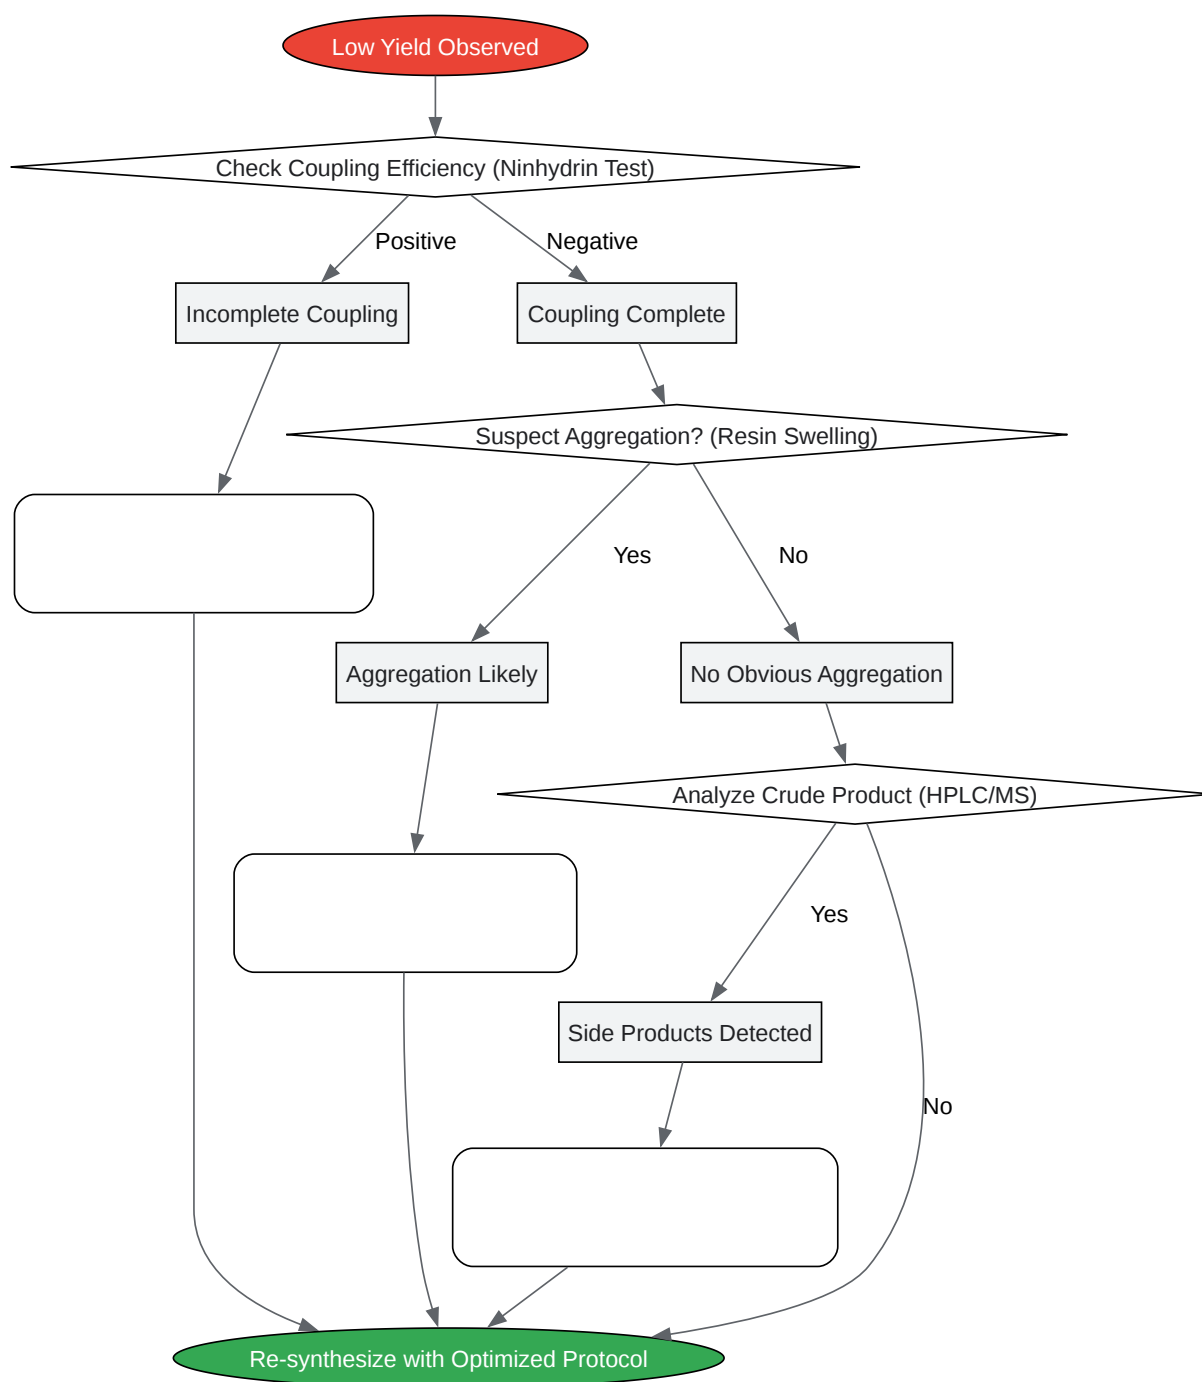 Low Yield Observed
Check Coupling Efficiency (Ninhydrin Test)
Positive
Negative
Incomplete Coupling
Coupling Complete
Suspect Aggregation? (Resin Swelling)
Yes
No
Aggregation Likely
No Obvious Aggregation
Analyze Crude Product (HPLC/MS)
Yes
Side Products Detected
No
Re-synthesize with Optimized Protocol